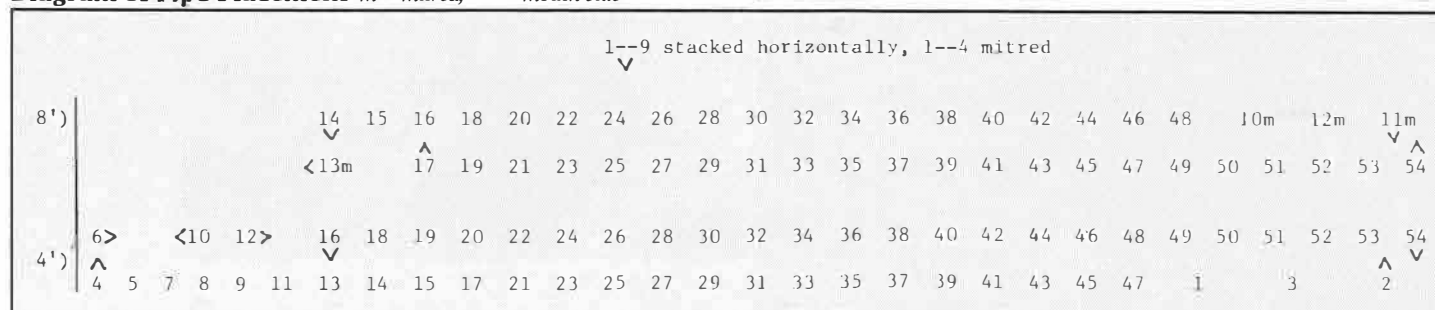 1--9 stacked horizontally, 1--4 mitred
8') 14 15 16 18 20 22 24 26 28 30 32 34 36 38 40 42 44 46 48 10m 12m 11m
<13m 17 19 21 23 25 27 29 31 33 35 37 39 41 43 45 47 49 50 51 52 53 54
6> <10 12> 16 18 19 20 22 24 26 28 30 32 34 36 38 40 42 44 46 48 49 50 51 52 53 54
4')
4 5 7 8 9 11 13 14 15 17 21 23 25 27 29 31 33 35 37 39 41 43 45 47 1 3 2